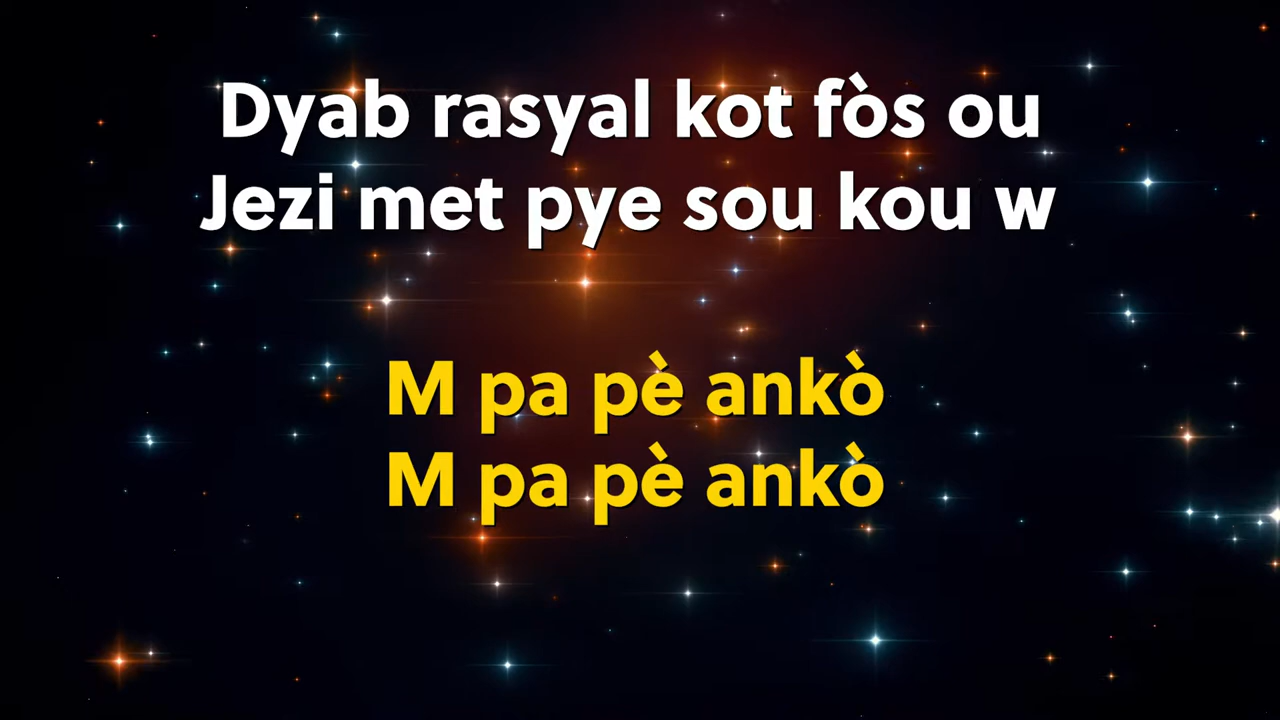 Dyab rasyal kot fòs ou
Jezi met pye sou kou w
M pa pè ankò
M pa pè ankò